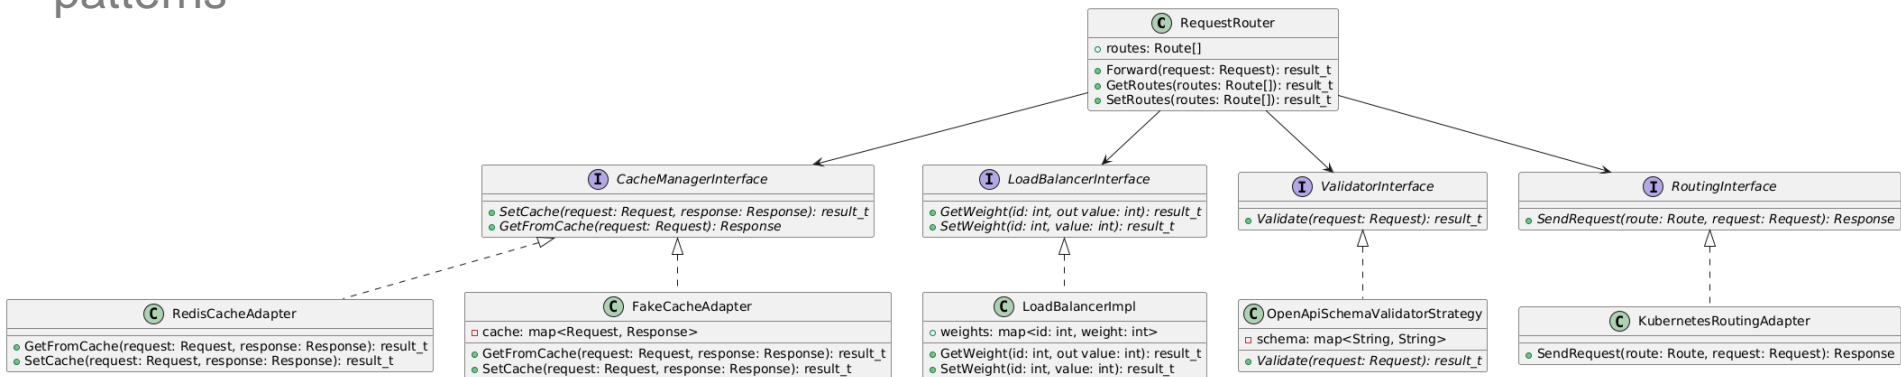 patterns
C RequestRouter
routes: Route[]
Forward(request: Request): result_t
GetRoutes(routes: Route[]): result_t
SetRoutes(routes: Route[]): result_t
I CacheManagerInterface
SetCache(request: Request, response: Response): result_t
GetFromCache(request: Request): Response
I LoadBalancerInterface
GetWeight(id: int, out value: int): result_t
SetWeight(id: int, value: int): result_t
I ValidatorInterface
Validate(request: Request): result_t
I RoutingInterface
SendRequest(route: Route, request: Request): Response
C RedisCacheAdapter
GetFromCache(request: Request, response: Response): result_t
SetCache(request: Request, response: Response): result_t
C FakeCacheAdapter
cache: map<Request, Response>
GetFromCache(request: Request, response: Response): result_t
SetCache(request: Request, response: Response): result_t
C LoadBalancerImpl
weights: map<id: int, weight: int>
GetWeight(id: int, out value: int): result_t
SetWeight(id: int, value: int): result_t
C OpenApiSchemaValidatorStrategy
schema: map<String, String>
Validate(request: Request): result_t
C KubernetesRoutingAdapter
SendRequest(route: Route, request: Request): Response